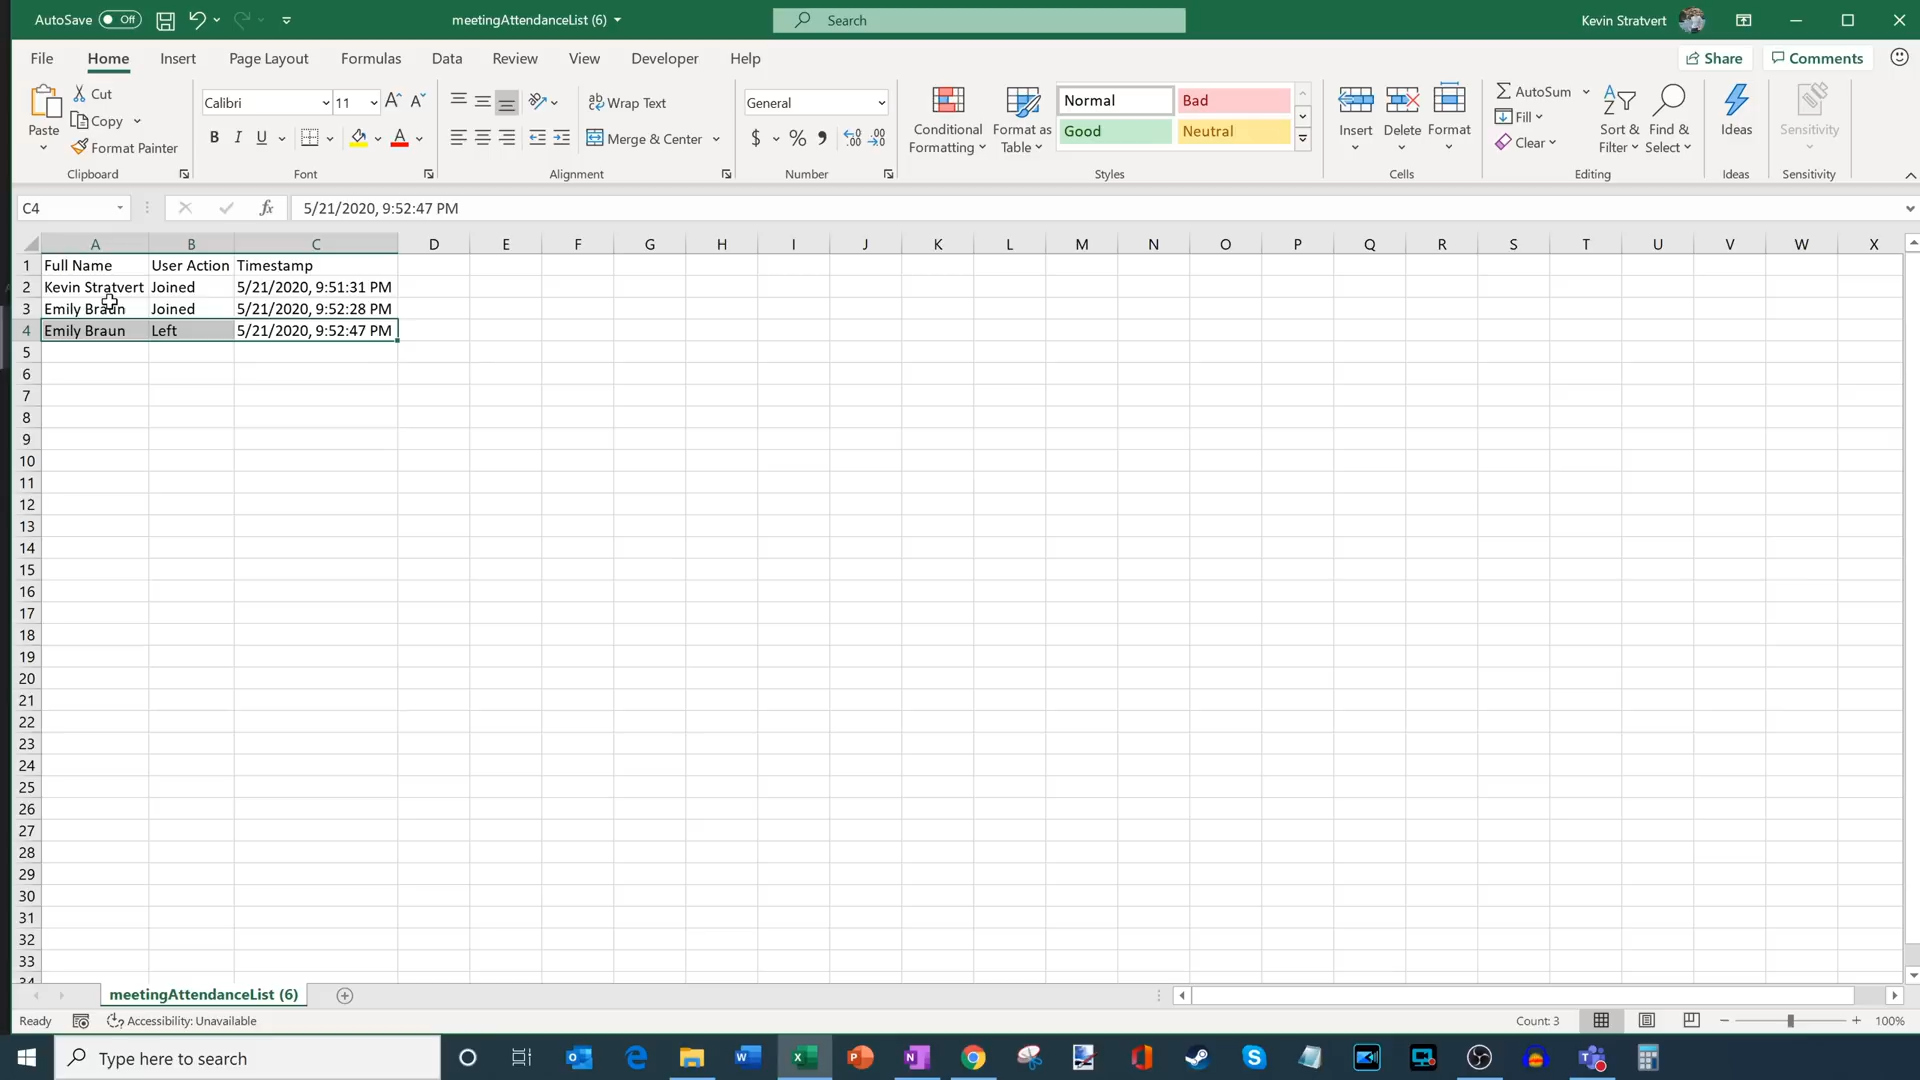 AutoSave Off meetingAttendanceList (6) Search Kevin Stratvert
File Home Insert Page Layout Formulas Data Review View Developer Help Share Comments
Paste Cut Copy Format Painter Clipboard
Calibri 11 A A B I U A Font
ab Wrap Text Merge & Center Alignment
General $ % , Number
Conditional Formatting Format as Table Normal Bad Good Neutral Styles
Insert Delete Format Cells
AutoSum Fill Clear Sort & Filter Find & Select Editing
Ideas Ideas
Sensitivity Sensitivity
C4 fx 5/21/2020, 9:52:47 PM
A B C D E F G H I J K L M N O P Q R S T U V W X
1 Full Name User Action Timestamp
2 Kevin Stratvert Joined 5/21/2020, 9:51:31 PM
3 Emily Braun Joined 5/21/2020, 9:52:28 PM
4 Emily Braun Left 5/21/2020, 9:52:47 PM
5
6
7
8
9
10
11
12
13
14
15
16
17
18
19
20
21
22
23
24
25
26
27
28
29
30
31
32
33
34
meetingAttendanceList (6)
Ready Accessibility: Unavailable Count: 3 100%
Type here to search